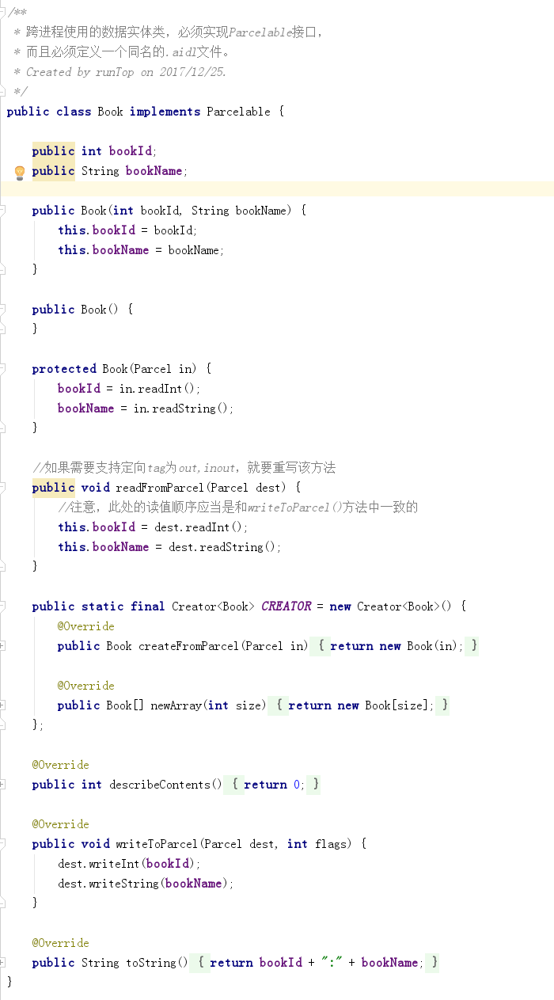 /**
 * 跨进程使用的数据实体类，必须实现Parcelable接口，
 * 而且必须定义一个同名的.aidl文件。
 * Created by runTop on 2017/12/25.
 */
public class Book implements Parcelable {
    public int bookId;
    public String bookName;
    public Book(int bookId, String bookName) {
        this.bookId = bookId;
        this.bookName = bookName;
    }
    public Book() {
    }
    protected Book(Parcel in) {
        bookId = in.readInt();
        bookName = in.readString();
    }
    //如果需要支持定向tag为out,inout，就要重写该方法
    public void readFromParcel(Parcel dest) {
        //注意，此处的读值顺序应当是和writeToParcel()方法中一致的
        this.bookId = dest.readInt();
        this.bookName = dest.readString();
    }
    public static final Creator<Book> CREATOR = new Creator<Book>() {
        @Override
        public Book createFromParcel(Parcel in) { return new Book(in); }
        @Override
        public Book[] newArray(int size) { return new Book[size]; }
    };
    @Override
    public int describeContents() { return 0; }
    @Override
    public void writeToParcel(Parcel dest, int flags) {
        dest.writeInt(bookId);
        dest.writeString(bookName);
    }
    @Override
    public String toString() { return bookId + ":" + bookName; }
}